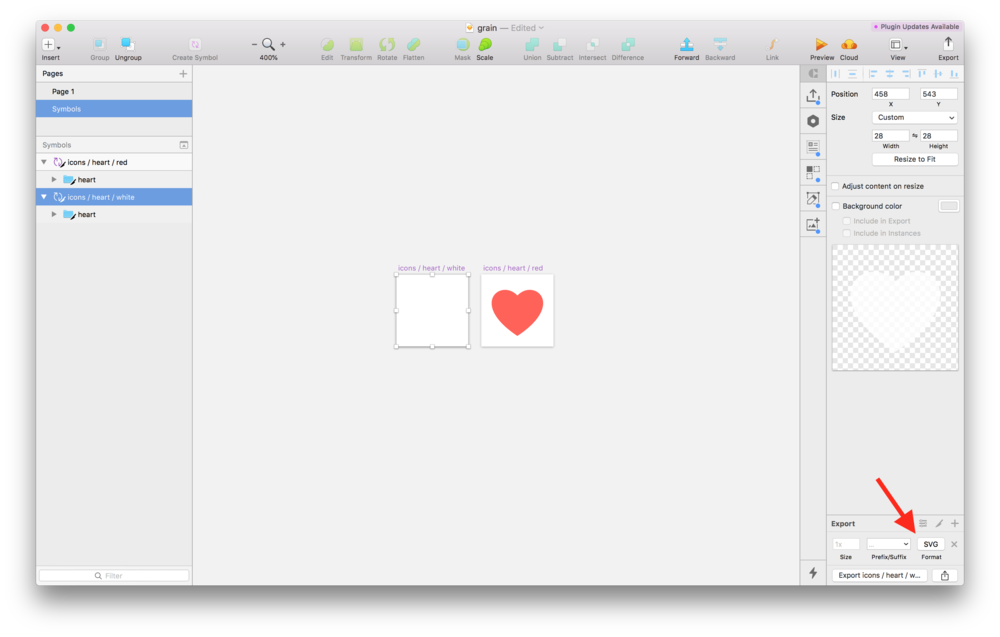 grain — Edited
Plugin Updates Available
Insert Group Ungroup Create Symbol 400% Edit Transform Rotate Flatten Mask Scale Union Subtract Intersect Difference Forward Backward Link Preview Cloud View Export
Pages
Page 1
Symbols
Symbols
icons / heart / red
heart
icons / heart / white
heart
Filter
icons / heart / white
icons / heart / red
Position 458 543
X Y
Size Custom
28 28
Width Height
Resize to Fit
Adjust content on resize
Background color
Include in Export
Include in Instances
Export
1x ... SVG
Size Prefix/Suffix Format
Export icons / heart / w...